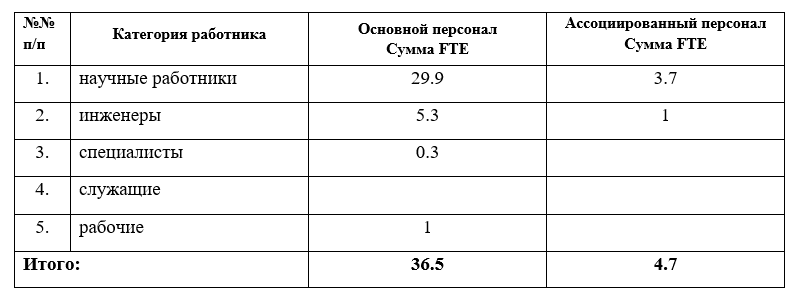 №№ п/п Категория работника Основной персонал Сумма FTE Ассоциированный персонал Сумма FTE
1. научные работники 29.9 3.7
2. инженеры 5.3 1
3. специалисты 0.3
4. служащие
5. рабочие 1
Итого: 36.5 4.7